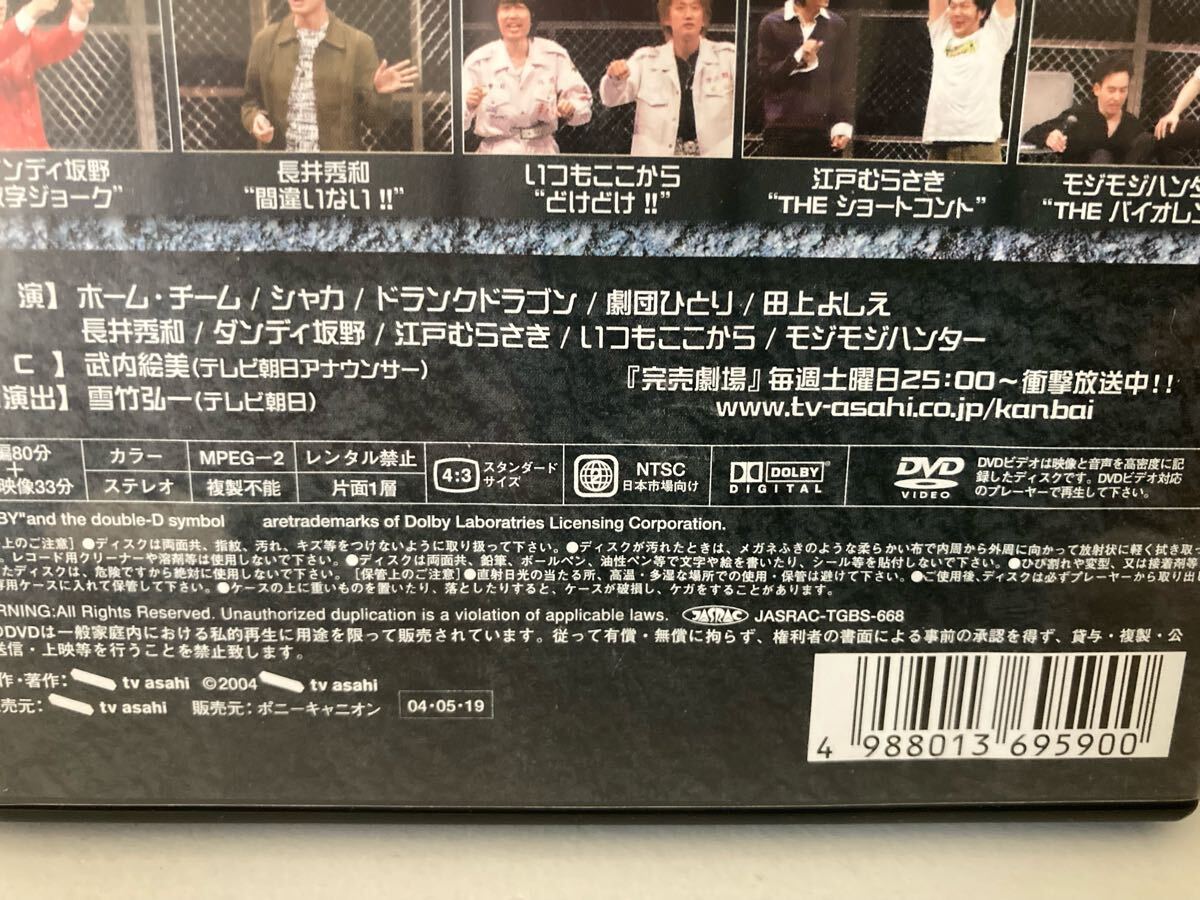 ンディ坂野
数字ジョーク”
長井秀和
“間違いない!!”
いつもここから
“どけどけ!!”
江戸むらさき
“THE ショートコント”
モジモジハンタ
“THE バイオレン
演】 ホーム・チーム / シャカ / ドランクドラゴン / 劇団ひとり / 田上よしえ
長井秀和 / ダンディ坂野 / 江戸むらさき / いつもここから / モジモジハンター
C 】 武内絵美(テレビ朝日アナウンサー)
演出】 雪竹弘一(テレビ朝日)
『完売劇場』毎週土曜日25:00〜衝撃放送中!!
www.tv-asahi.co.jp/kanbai
編80分
+
映像33分
カラー
ステレオ
MPEG-2
複製不能
レンタル禁止
片面1層
4:3 スタンダード
サイズ
2 NTSC
日本市場向け
DOLBY
DIGITAL
DVD
VIDEO
DVDビデオは映像と音声を高密度に記
録したディスクです。DVDビデオ対応
のプレーヤーで再生して下さい。
BY"and the double-D symbol aretrademarks of Dolby Laboratries Licensing Corporation.
上のご注意】●ディスクは両面共、指紋、汚れ、キズ等をつけないように取り扱って下さい。●ディスクが汚れたときは、メガネふきのような柔らかい布で内周から外周に向かって放射状に軽く拭き取っ
レコード用クリーナーや溶剤等は使用しないで下さい。●ディスクは両面共、鉛筆、ボールペン、油性ペン等で文字や絵を書いたり、シール等を貼付しないで下さい。●ひび割れや変型、又は接着剤等
たディスクは、危険ですから絶対に使用しないで下さい。【保管上のご注意】●直射日光の当たる所、高温・多湿な場所での使用・保管は避けて下さい。●ご使用後、ディスクは必ずプレーヤーから取り出
専用ケースに入れて保管して下さい。●ケースの上に重いものを置いたり、落としたりすると、ケースが破損し、ケガをすることがあります。
RNING:All Rights Reserved. Unauthorized duplication is a violation of applicable laws. JASRAC JASRAC-TGBS-668
DVDは一般家庭内における私的再生に用途を限って販売されています。従って有償・無償に拘らず、権利者の書面による事前の承認を得ず、貸与・複製・公
送信・上映等を行うことを禁止致します。
作・著作: tv asahi ©2004 tv asahi
売元: tv asahi 販売元:ポニーキャニオン 04・05・19
4 988013 695900